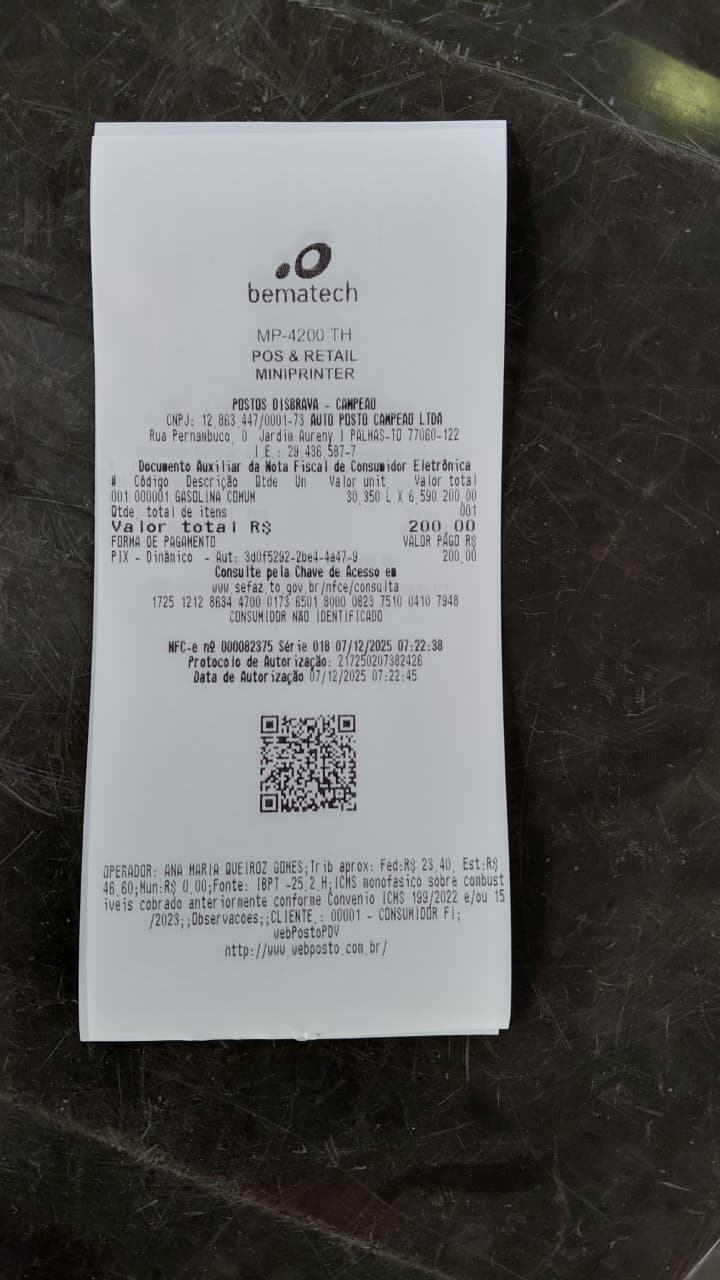 bematech
MP-4200 TH
POS & RETAIL
MINIPRINTER
POSTOS DISBRAVA - CAMPEAO
CNPJ: 12.863.447/0001-73 AUTO POSTO CAMPEAO LTDA
Rua Pernambuco, 0 Jardim Aureny I PALMAS-TO 77060-122
I.E.: 29.436.587-7
Documento Auxiliar da Nota Fiscal de Consumidor Eletrônica
# Código Descrição Qtde Un Valor unit. Valor total
001 000001 GASOLINA COMUM 30,350 L X 6,590 200,00
Qtde. total de itens 001
Valor total R$ 200,00
FORMA DE PAGAMENTO VALOR PAGO R$
PIX - Dinâmico - Aut: 3d0f5292-2be4-4a47-9 200,00
Consulte pela Chave de Acesso em
www.sefaz.to.gov.br/nfce/consulta
1725 1212 8634 4700 0173 6501 8000 0823 7510 0410 7948
CONSUMIDOR NÃO IDENTIFICADO
NFC-e nº 000082375 Série 018 07/12/2025 07:22:38
Protocolo de Autorização: 217250207382426
Data de Autorização 07/12/2025 07:22:45
OPERADOR: ANA MARIA QUEIROZ GOMES;Trib aprox: Fed:R$ 23,40, Est:R$
46,60;Mun:R$ 0,00;Fonte: IBPT -25.2.H;ICMS monofasico sobre combust
iveis cobrado anteriormente conforme Convenio ICMS 199/2022 e/ou 15
/2023;;Observacoes;;CLIENTE.: 00001 - CONSUMIDOR FI;
webPostoPDV
http://www.webposto.com.br/